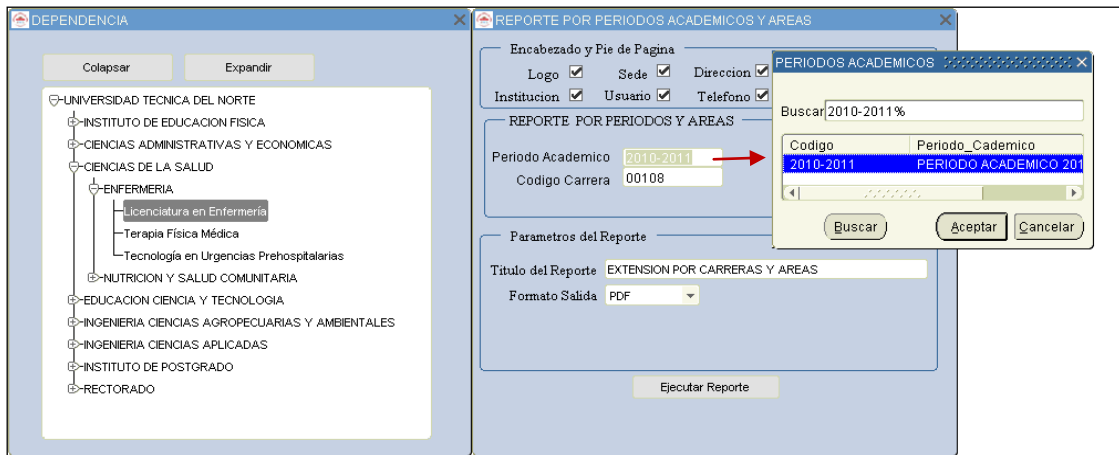 DEPENDENCIA
Colapsar Expandir
UNIVERSIDAD TECNICA DEL NORTE
INSTITUTO DE EDUCACION FISICA
CIENCIAS ADMINISTRATIVAS Y ECONOMICAS
CIENCIAS DE LA SALUD
ENFERMERIA
Licenciatura en Enfermería
Terapia Física Médica
Tecnología en Urgencias Prehospitalarias
NUTRICION Y SALUD COMUNITARIA
EDUCACION CIENCIA Y TECNOLOGIA
INGENIERIA CIENCIAS AGROPECUARIAS Y AMBIENTALES
INGENIERIA CIENCIAS APLICADAS
INSTITUTO DE POSTGRADO
RECTORADO
REPORTE POR PERIODOS ACADEMICOS Y AREAS
Encabezado y Pie de Pagina
Logo Sede Direccion
Institucion Usuario Telefono
REPORTE POR PERIODOS Y AREAS
Periodo Academico 2010-2011
Codigo Carrera 00108
Parametros del Reporte
Titulo del Reporte EXTENSION POR CARRERAS Y AREAS
Formato Salida PDF
Ejecutar Reporte
PERIODOS ACADEMICOS
Buscar 2010-2011%
Codigo Periodo_Cademico
2010-2011 PERIODO ACADEMICO 201
Buscar Aceptar Cancelar